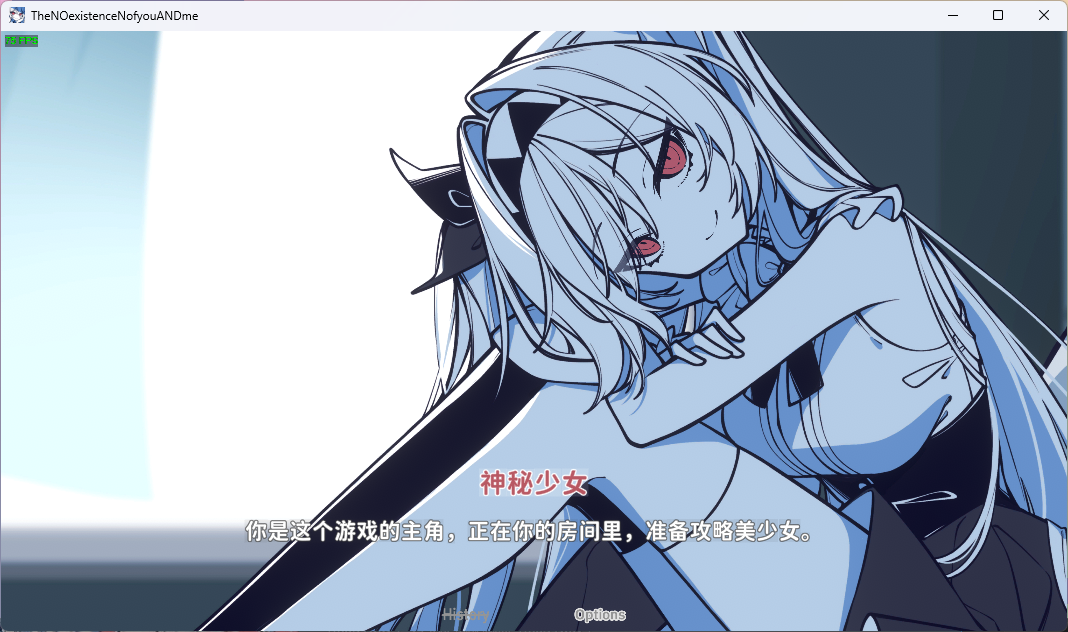 TheNOexistenceNofyouANDme
神秘少女
你是这个游戏的主角，正在你的房间里，准备攻略美少女。
History
Options